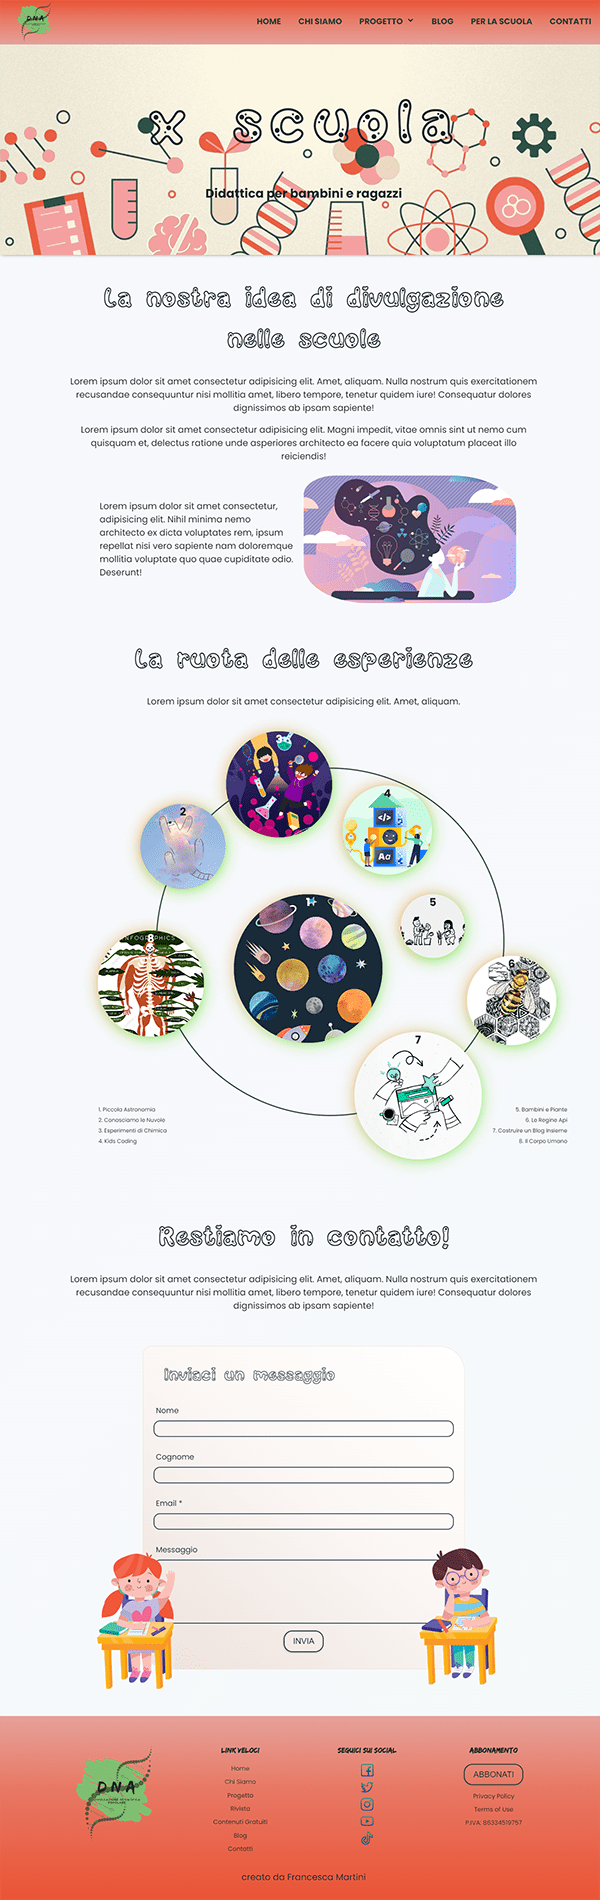 DNA
HOME CHI SIAMO PROGETTO BLOG PER LA SCUOLA CONTATTI
x scuola
Didattica per bambini e ragazzi
La nostra idea di divulgazione
nelle scuole
Lorem ipsum dolor sit amet consectetur adipisicing elit. Amet, aliquam. Nulla nostrum quis exercitationem
recusandae consequuntur nisi mollitia amet, libero tempore, tenetur quidem iure! Consequatur dolores
dignissimos ab ipsam sapiente!
Lorem ipsum dolor sit amet consectetur adipisicing elit. Magni impedit, vitae omnis sint ut nemo cum
quisquam et, delectus ratione unde asperiores architecto ea facere quia voluptatum placeat illo
reiciendis!
Lorem ipsum dolor sit amet consectetur,
adipisicing elit. Nihil minima nemo
architecto ex dicta voluptates rem, ipsum
repellat nisi vero sapiente nam doloremque
mollitia voluptate quo quae cupiditate odio.
Deserunt!
La ruota delle esperienze
Lorem ipsum dolor sit amet consectetur adipisicing elit. Amet, aliquam.
3
2
4
</>
Aa
1
5
8
INFOGRAPHICS
6
7
1. Piccola Astronomia
2. Conosciamo le Nuvole
3. Esperimenti di Chimica
4. Kids Coding
5. Bambini e Piante
6. Le Regine Api
7. Costruire un Blog Insieme
8. Il Corpo Umano
Restiamo in contatto!
Lorem ipsum dolor sit amet consectetur adipisicing elit. Amet, aliquam. Nulla nostrum quis exercitationem
recusandae consequuntur nisi mollitia amet, libero tempore, tenetur quidem iure! Consequatur dolores
dignissimos ab ipsam sapiente!
Inviaci un messaggio
Nome
Cognome
Email *
Messaggio
INVIA
DNA
LINK VELOCI
Home
Chi Siamo
Progetto
Rivista
Contenuti Gratuiti
Blog
Contatti
SEGUICI SUI SOCIAL
ABBONAMENTO
ABBONATI
Privacy Policy
Terms of Use
P.IVA: 86334519757
creato da Francesca Martini